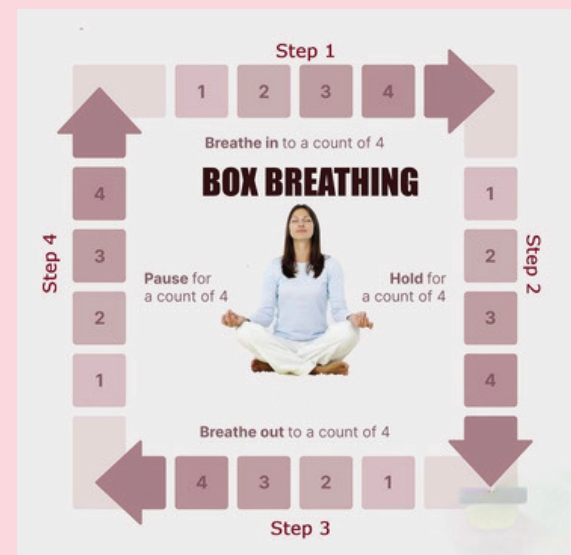 Step 1
1 2 3 4
Breathe in to a count of 4
BOX BREATHING
Step 2
1
2
3
4
Hold for
a count of 4
Breathe out to a count of 4
4 3 2 1
Step 3
Step 4
4
3
2
1
Pause for
a count of 4